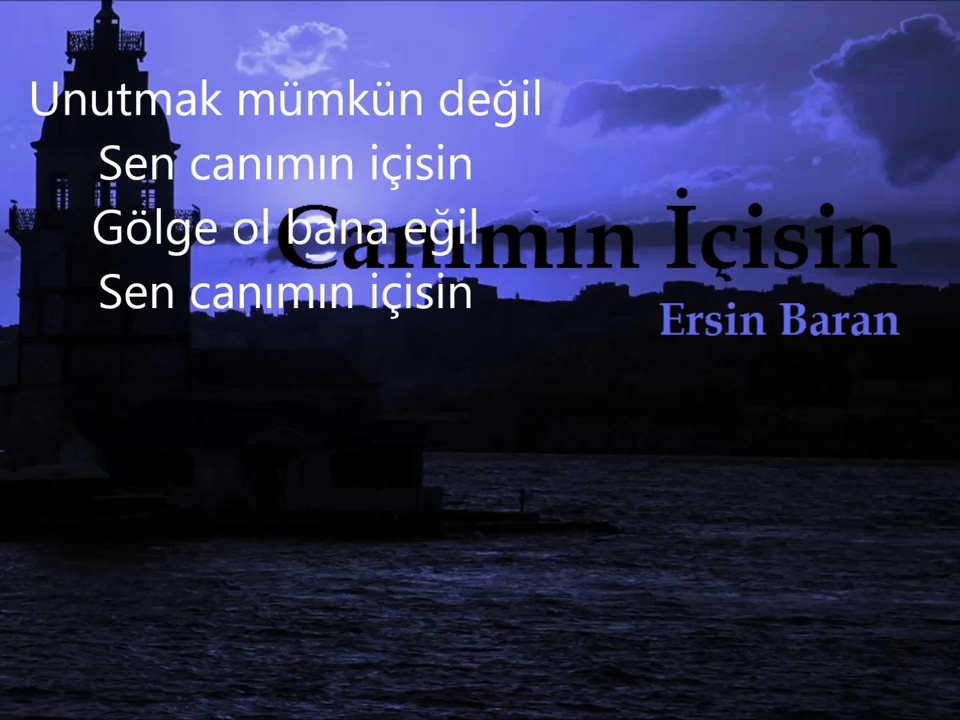 Unutmak mümkün değil
Sen canımın içisin
Gölge ol bana eğil
Sen canımın içisin
Canımın İçisin
Ersin Baran